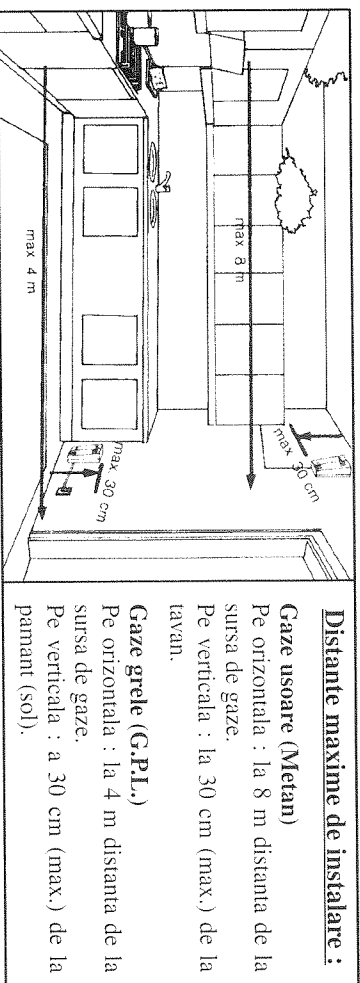 max 8 m
max 30 cm
max 4 m
max. 30 cm
Distante maxime de instalare :
Gaze usoare (Metan)
Pe orizontala : la 8 m distanta de la
sursa de gaze.
Pe verticala : la 30 cm (max.) de la
tavan.
Gaze grele (G.P.L.)
Pe orizontala : la 4 m distanta de la
sursa de gaze.
Pe verticala : a 30 cm (max.) de la
pamant (sol).